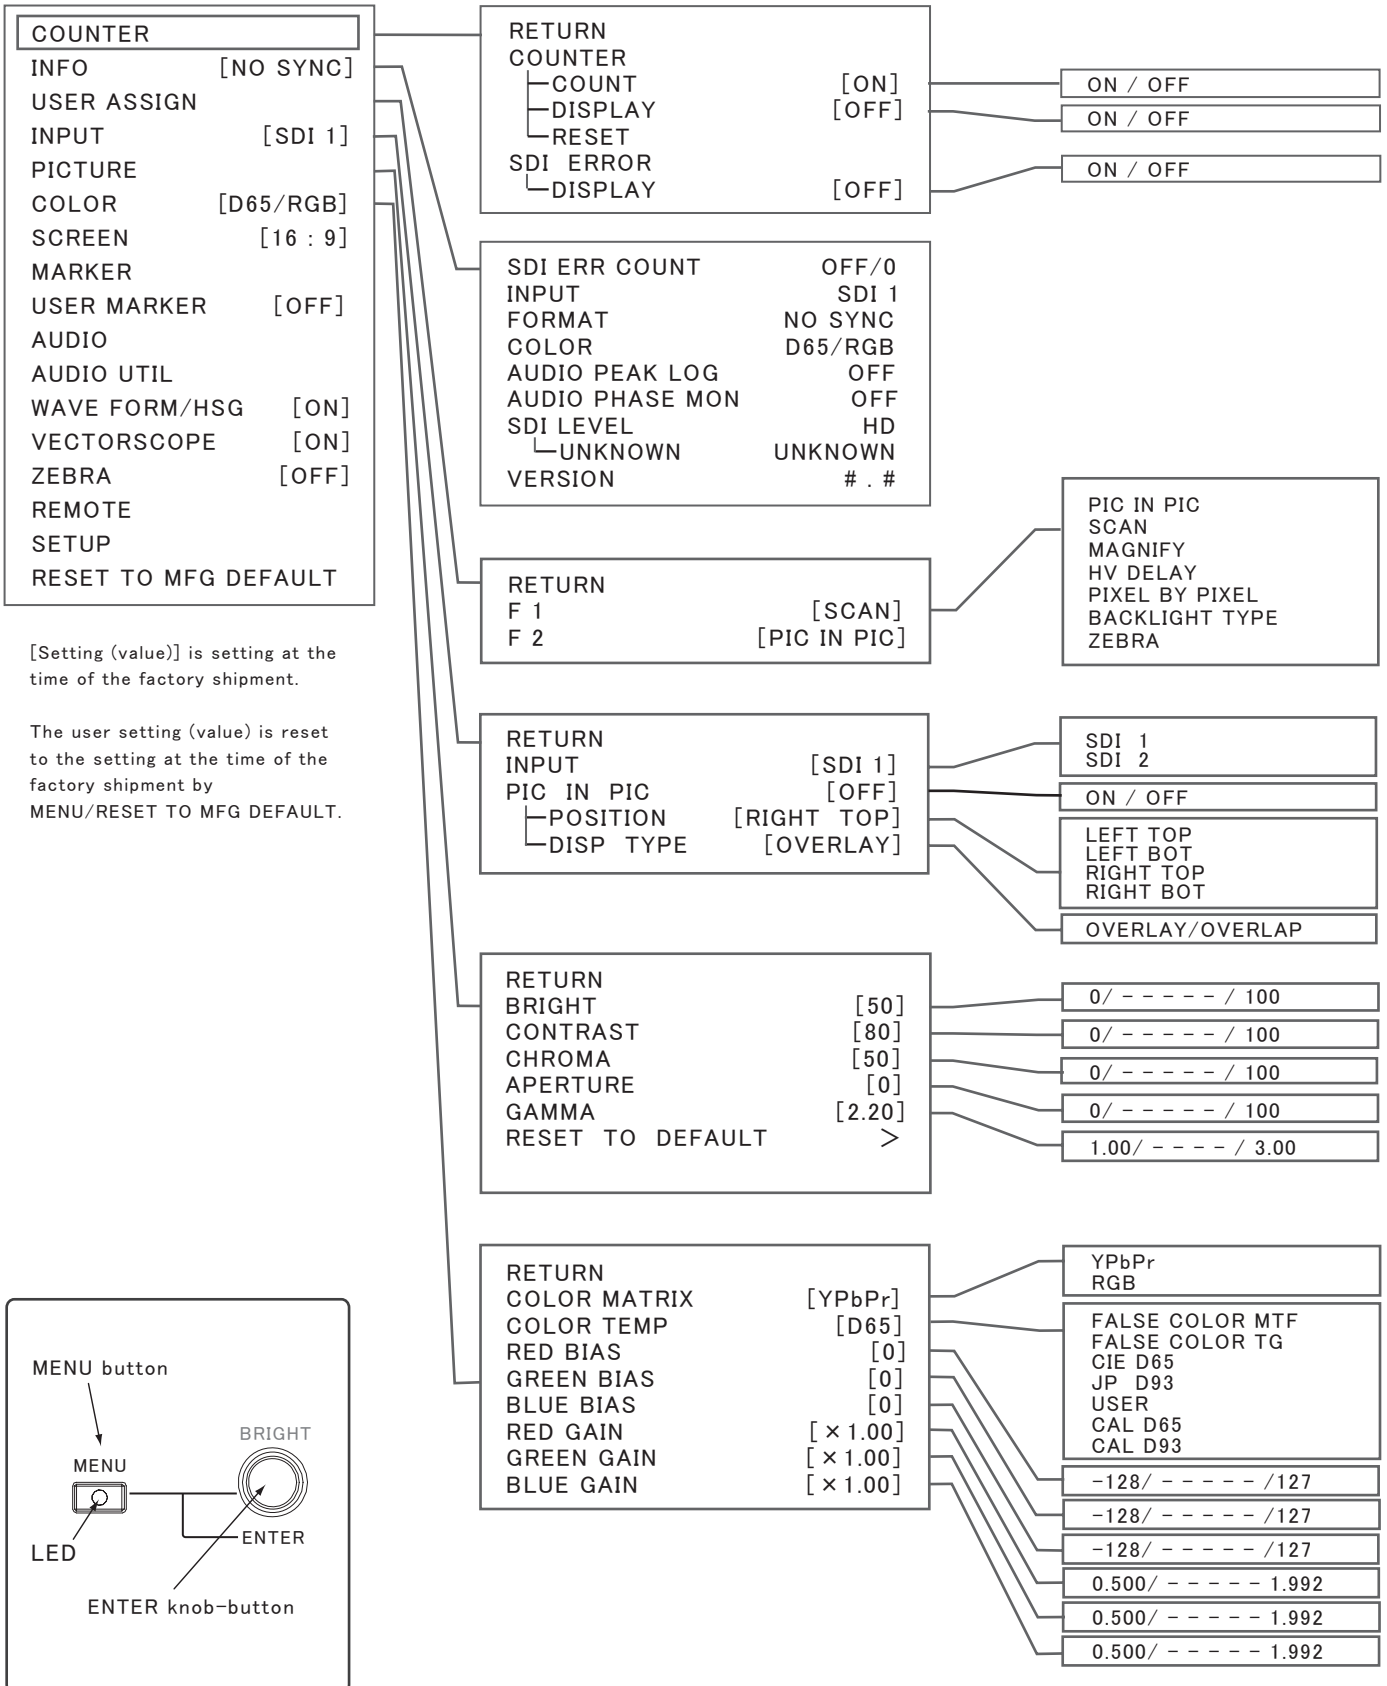 COUNTER
INFO [NO SYNC]
USER ASSIGN
INPUT [SDI 1]
PICTURE
COLOR [D65/RGB]
SCREEN [16 : 9]
MARKER
USER MARKER [OFF]
AUDIO
AUDIO UTIL
WAVE FORM/HSG [ON]
VECTORSCOPE [ON]
ZEBRA [OFF]
REMOTE
SETUP
RESET TO MFG DEFAULT
[Setting (value)] is setting at the
time of the factory shipment.
The user setting (value) is reset
to the setting at the time of the
factory shipment by
MENU/RESET TO MFG DEFAULT.
RETURN
COUNTER
COUNT [ON]
DISPLAY [OFF]
RESET
SDI ERROR
DISPLAY [OFF]
ON / OFF
ON / OFF
ON / OFF
SDI ERR COUNT OFF/0
INPUT SDI 1
FORMAT NO SYNC
COLOR D65/RGB
AUDIO PEAK LOG OFF
AUDIO PHASE MON OFF
SDI LEVEL HD
UNKNOWN UNKNOWN
VERSION # . #
RETURN
F 1 [SCAN]
F 2 [PIC IN PIC]
PIC IN PIC
SCAN
MAGNIFY
HV DELAY
PIXEL BY PIXEL
BACKLIGHT TYPE
ZEBRA
RETURN
INPUT [SDI 1]
PIC IN PIC [OFF]
POSITION [RIGHT TOP]
DISP TYPE [OVERLAY]
SDI 1
SDI 2
ON / OFF
LEFT TOP
LEFT BOT
RIGHT TOP
RIGHT BOT
OVERLAY/OVERLAP
RETURN
BRIGHT [50]
CONTRAST [80]
CHROMA [50]
APERTURE [0]
GAMMA [2.20]
RESET TO DEFAULT >
0/ - - - - - / 100
0/ - - - - - / 100
0/ - - - - - / 100
0/ - - - - - / 100
1.00/ - - - - / 3.00
RETURN
COLOR MATRIX [YPbPr]
COLOR TEMP [D65]
RED BIAS [0]
GREEN BIAS [0]
BLUE BIAS [0]
RED GAIN [×1.00]
GREEN GAIN [×1.00]
BLUE GAIN [×1.00]
YPbPr
RGB
FALSE COLOR MTF
FALSE COLOR TG
CIE D65
JP D93
USER
CAL D65
CAL D93
-128/ - - - - - /127
-128/ - - - - - /127
-128/ - - - - - /127
0.500/ - - - - - 1.992
0.500/ - - - - - 1.992
0.500/ - - - - - 1.992
MENU button
BRIGHT
MENU
ENTER
LED
ENTER knob-button